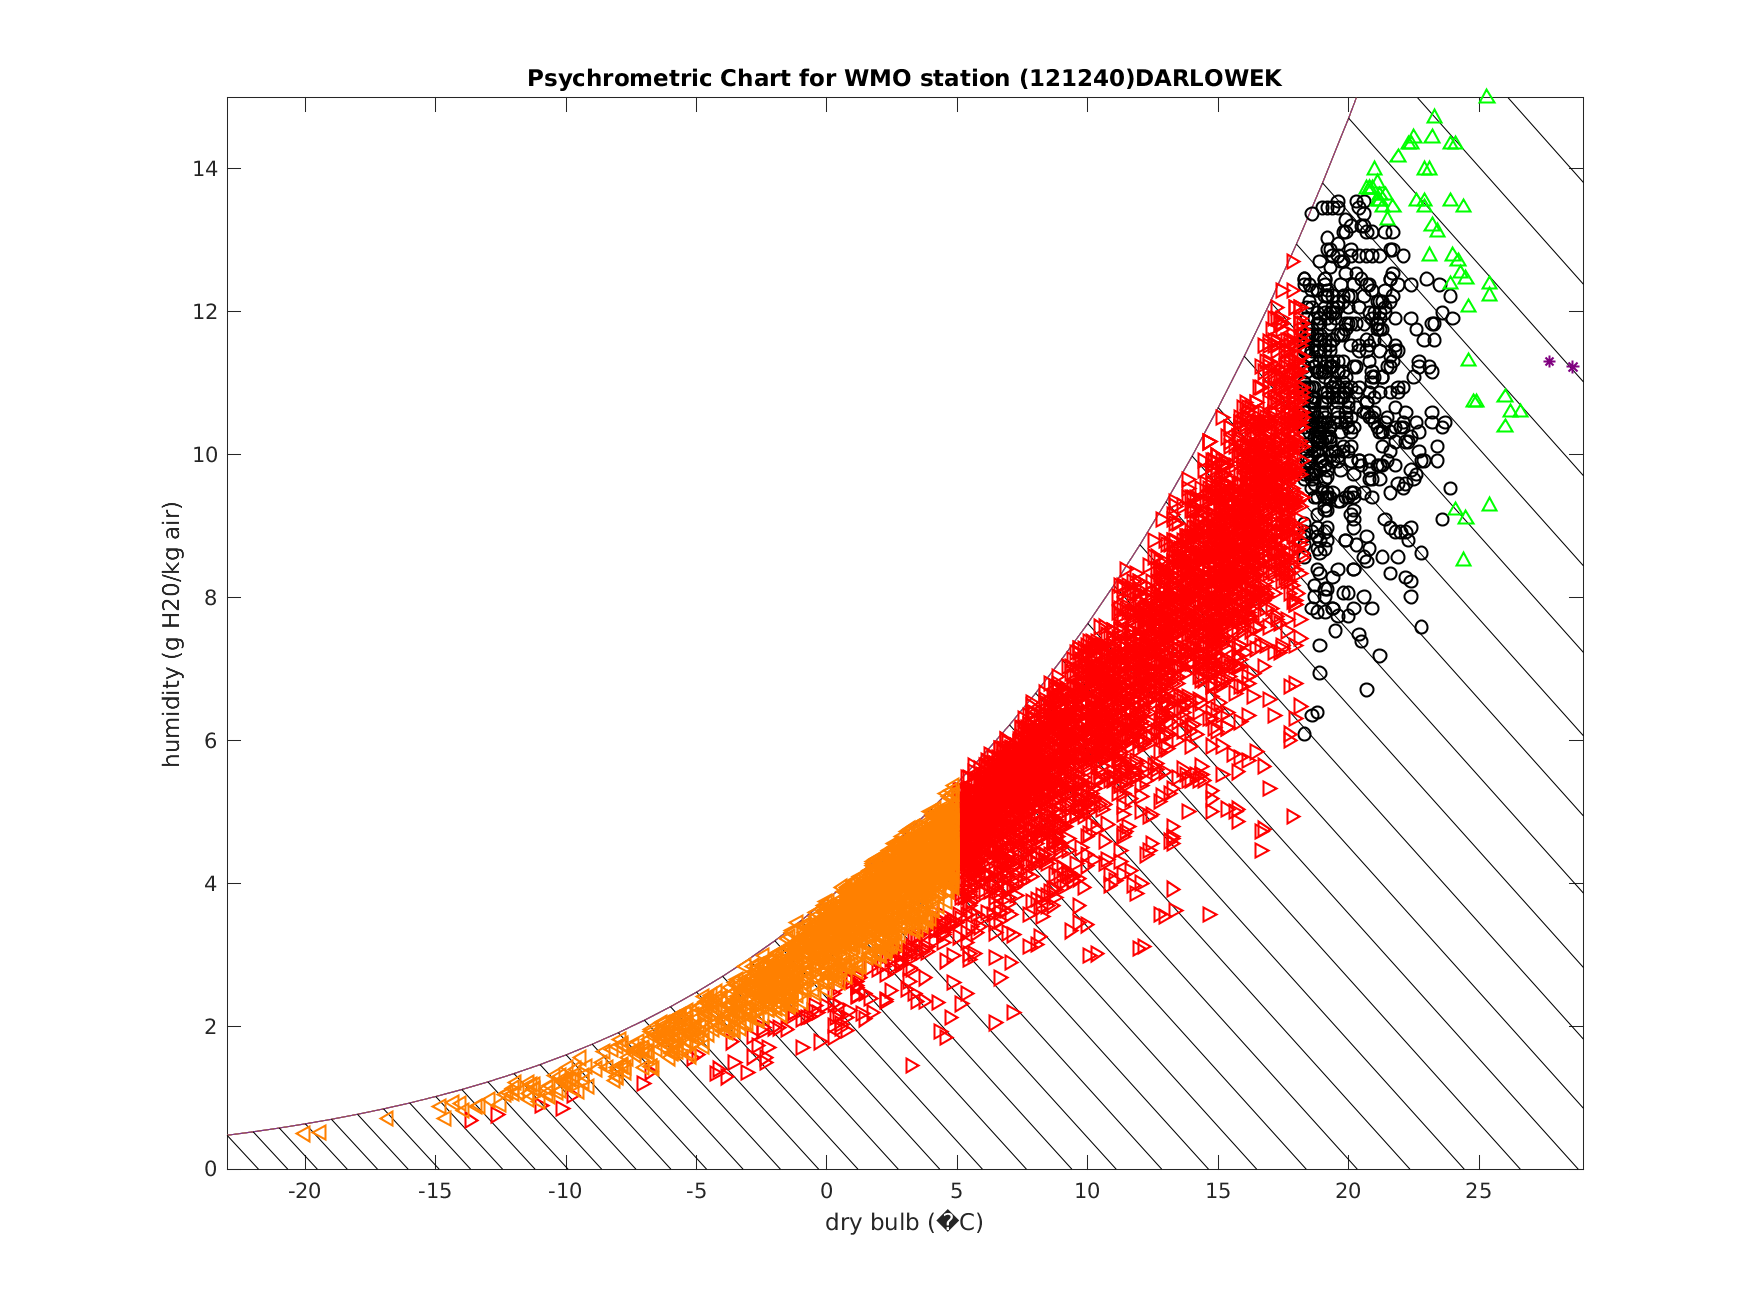 Psychrometric Chart for WMO station (121240)DARLOWEK
humidity (g H20/kg air)
14
12
10
8
6
4
2
0
-20 -15 -10 -5 0 5 10 15 20 25
dry bulb (�C)